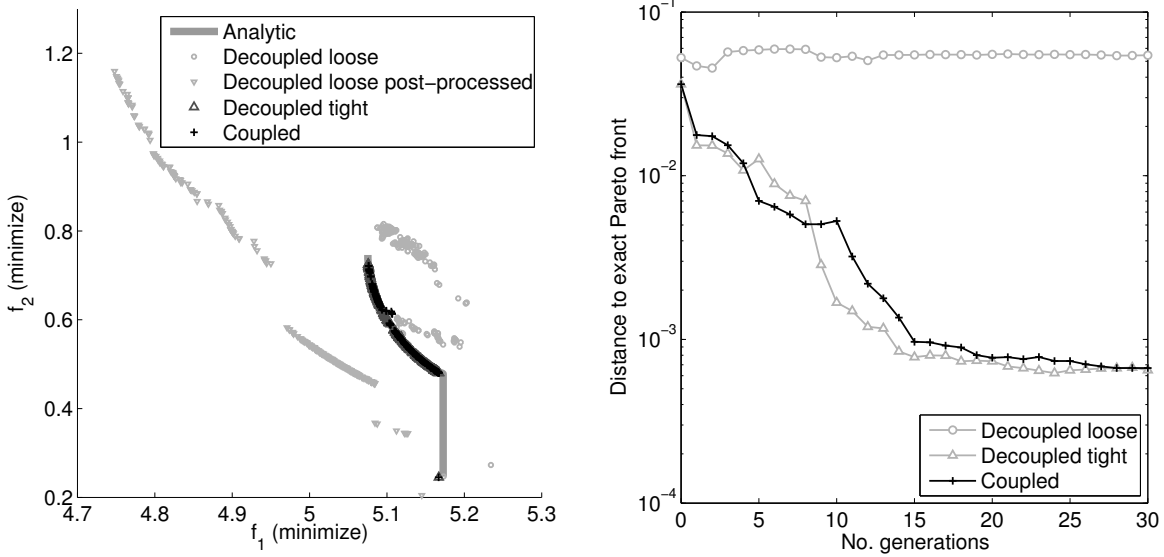 1.2
1
0.8
0.6
0.4
0.2
f_2 (minimize)
Analytic
Decoupled loose
Decoupled loose post−processed
Decoupled tight
Coupled
4.7 4.8 4.9 5 5.1 5.2 5.3
f_1 (minimize)
10^−1
10^−2
10^−3
10^−4
Distance to exact Pareto front
Decoupled loose
Decoupled tight
Coupled
0 5 10 15 20 25 30
No. generations